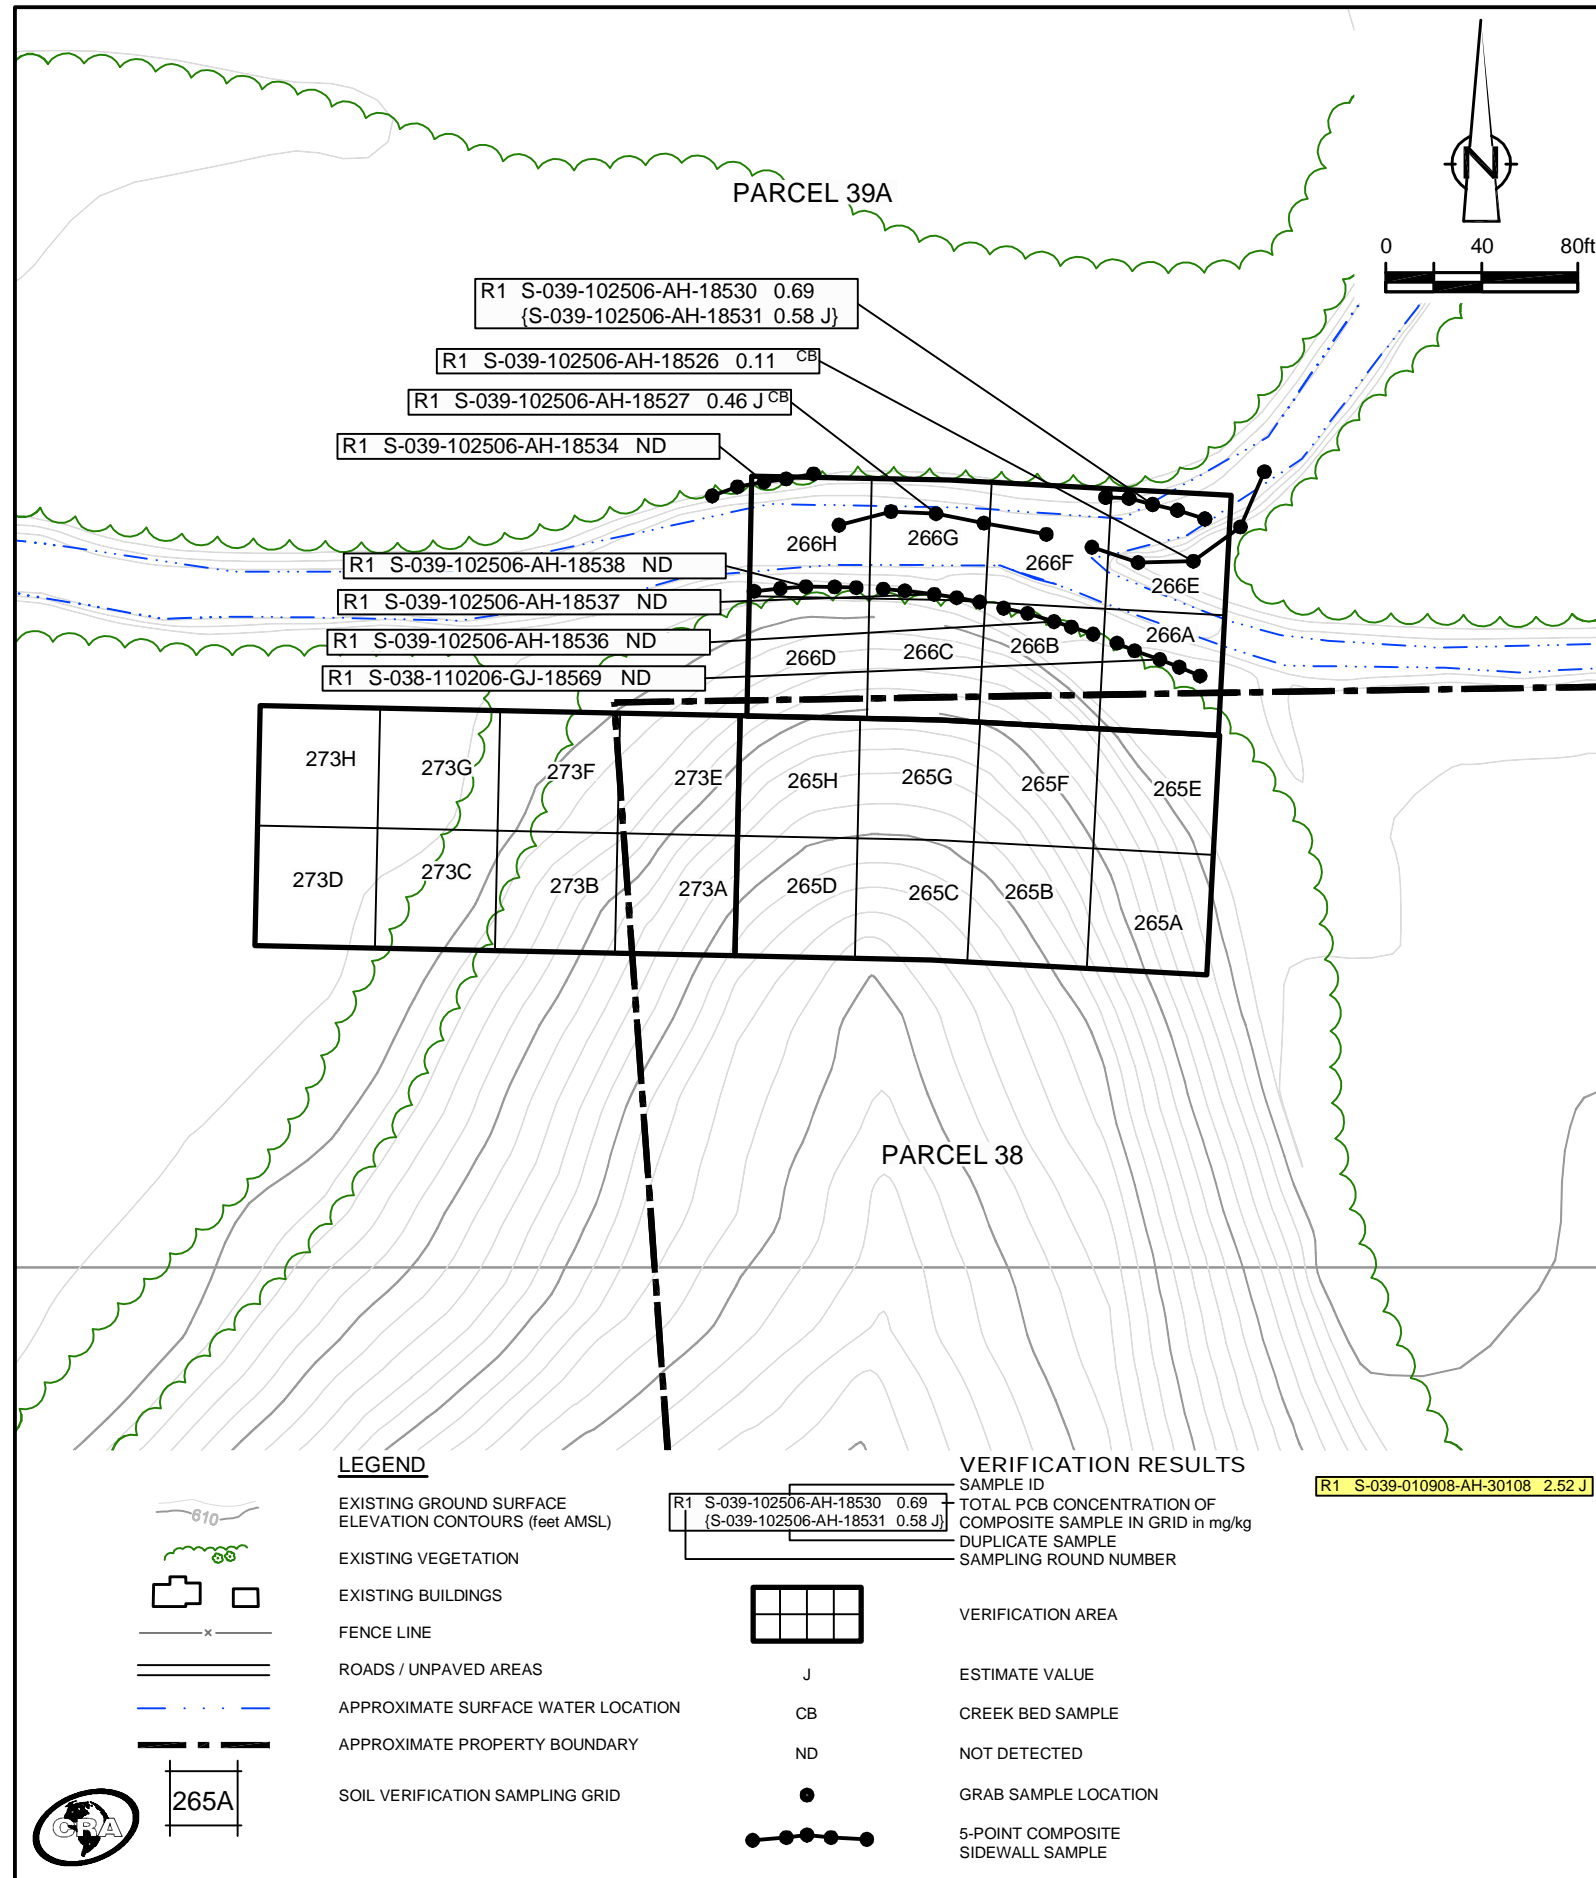 PARCEL 39A
N
0 40 80ft
R1 S-039-102506-AH-18530 0.69
{S-039-102506-AH-18531 0.58 J}
R1 S-039-102506-AH-18526 0.11 CB
R1 S-039-102506-AH-18527 0.46 J CB
R1 S-039-102506-AH-18534 ND
266H 266G 266F 266E
R1 S-039-102506-AH-18538 ND
R1 S-039-102506-AH-18537 ND
R1 S-039-102506-AH-18536 ND
266D 266C 266B 266A
R1 S-038-110206-GJ-18569 ND
273H 273G 273F 273E 265H 265G 265F 265E
273D 273C 273B 273A 265D 265C 265B 265A
PARCEL 38
LEGEND
610
EXISTING GROUND SURFACE
ELEVATION CONTOURS (feet AMSL)
EXISTING VEGETATION
EXISTING BUILDINGS
x
FENCE LINE
ROADS / UNPAVED AREAS
APPROXIMATE SURFACE WATER LOCATION
APPROXIMATE PROPERTY BOUNDARY
265A
SOIL VERIFICATION SAMPLING GRID
CRA
VERIFICATION RESULTS
R1 S-039-102506-AH-18530 0.69
{S-039-102506-AH-18531 0.58 J}
SAMPLE ID
TOTAL PCB CONCENTRATION OF
COMPOSITE SAMPLE IN GRID in mg/kg
DUPLICATE SAMPLE
SAMPLING ROUND NUMBER
R1 S-039-010908-AH-30108 2.52 J
VERIFICATION AREA
J ESTIMATE VALUE
CB CREEK BED SAMPLE
ND NOT DETECTED
GRAB SAMPLE LOCATION
5-POINT COMPOSITE
SIDEWALL SAMPLE